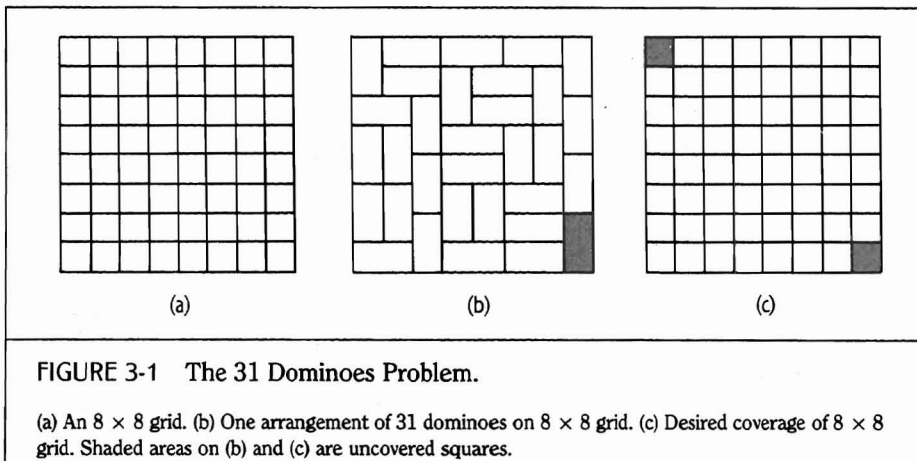 (a)
(b)
(c)
FIGURE 3-1 The 31 Dominoes Problem.
(a) An 8 × 8 grid. (b) One arrangement of 31 dominoes on 8 × 8 grid. (c) Desired coverage of 8 × 8
grid. Shaded areas on (b) and (c) are uncovered squares.